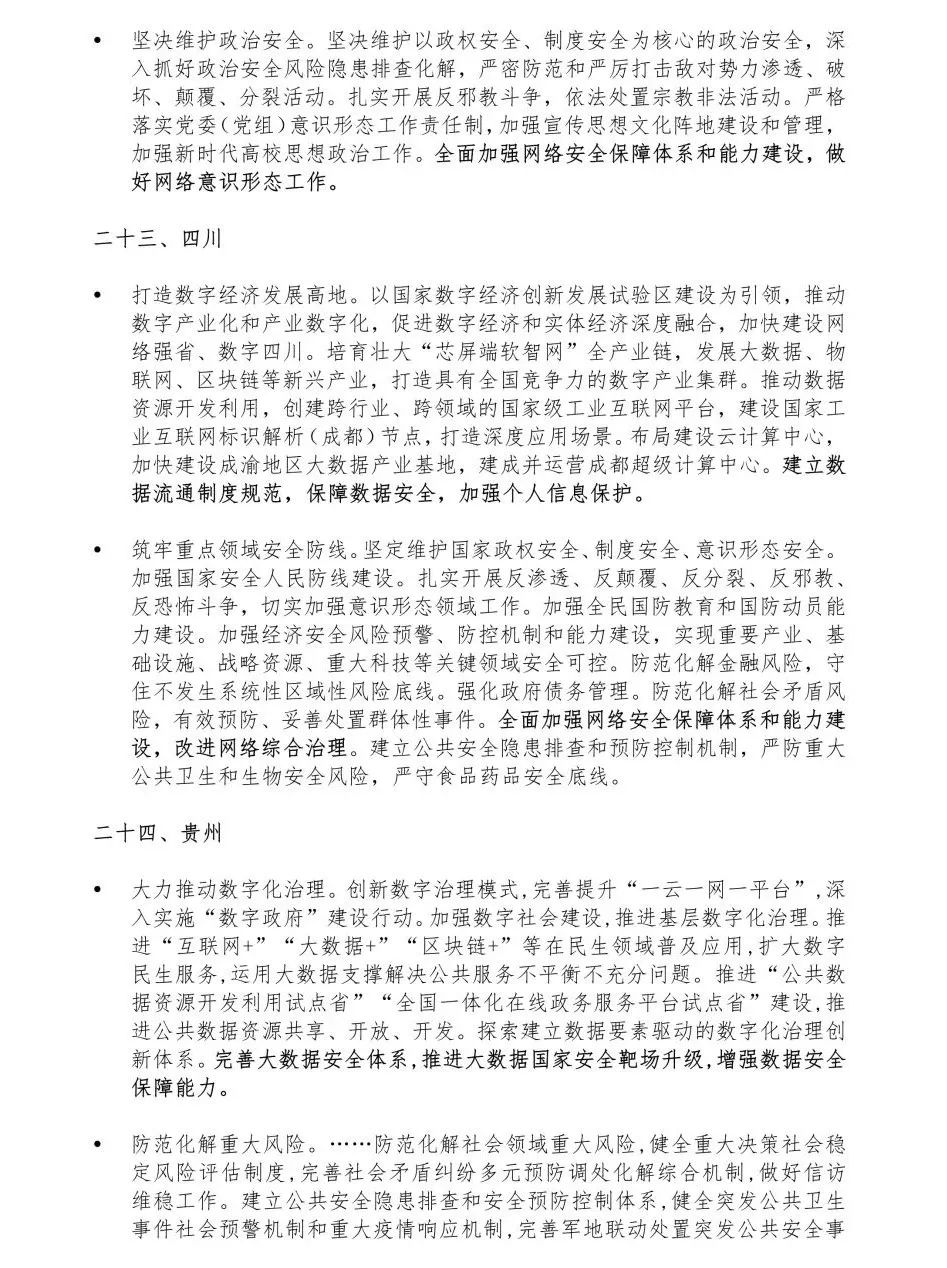 • 坚决维护政治安全。坚决维护以政权安全、制度安全为核心的政治安全，深
入抓好政治安全风险隐患排查化解，严密防范和严厉打击敌对势力渗透、破
坏、颠覆、分裂活动。扎实开展反邪教斗争，依法处置宗教非法活动。严格
落实党委（党组）意识形态工作责任制，加强宣传思想文化阵地建设和管理，
加强新时代高校思想政治工作。全面加强网络安全保障体系和能力建设，做
好网络意识形态工作。
二十三、四川
• 打造数字经济发展高地。以国家数字经济创新发展试验区建设为引领，推动
数字产业化和产业数字化，促进数字经济和实体经济深度融合，加快建设网
络强省、数字四川。培育壮大“芯屏端软智网”全产业链，发展大数据、物
联网、区块链等新兴产业，打造具有全国竞争力的数字产业集群。推动数据
资源开发利用，创建跨行业、跨领域的国家级工业互联网平台，建设国家工
业互联网标识解析（成都）节点，打造深度应用场景。布局建设云计算中心，
加快建设成渝地区大数据产业基地，建成并运营成都超级计算中心。建立数
据流通制度规范，保障数据安全，加强个人信息保护。
• 筑牢重点领域安全防线。坚定维护国家政权安全、制度安全、意识形态安全。
加强国家安全人民防线建设。扎实开展反渗透、反颠覆、反分裂、反邪教、
反恐怖斗争，切实加强意识形态领域工作。加强全民国防教育和国防动员能
力建设。加强经济安全风险预警、防控机制和能力建设，实现重要产业、基
础设施、战略资源、重大科技等关键领域安全可控。防范化解金融风险，守
住不发生系统性区域性风险底线。强化政府债务管理。防范化解社会矛盾风
险，有效预防、妥善处置群体性事件。全面加强网络安全保障体系和能力建
设，改进网络综合治理。建立公共安全隐患排查和预防控制机制，严防重大
公共卫生和生物安全风险，严守食品药品安全底线。
二十四、贵州
• 大力推动数字化治理。创新数字治理模式,完善提升“一云一网一平台”,深
入实施“数字政府”建设行动。加强数字社会建设,推进基层数字化治理。推
进“互联网+”“大数据+”“区块链+”等在民生领域普及应用,扩大数字
民生服务,运用大数据支撑解决公共服务不平衡不充分问题。推进“公共数
据资源开发利用试点省”“全国一体化在线政务服务平台试点省”建设,推
进公共数据资源共享、开放、开发。探索建立数据要素驱动的数字化治理创
新体系。完善大数据安全体系,推进大数据国家安全靶场升级,增强数据安全
保障能力。
• 防范化解重大风险。……防范化解社会领域重大风险,健全重大决策社会稳
定风险评估制度,完善社会矛盾纠纷多元预防调处化解综合机制,做好信访
维稳工作。建立公共安全隐患排查和安全预防控制体系,健全突发公共卫生
事件社会预警机制和重大疫情响应机制,完善军地联动处置突发公共安全事